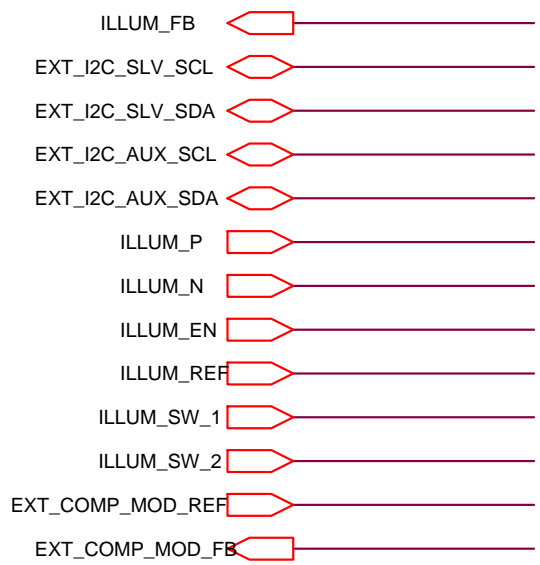 ILLUM_FB
EXT_I2C_SLV_SCL
EXT_I2C_SLV_SDA
EXT_I2C_AUX_SCL
EXT_I2C_AUX_SDA
ILLUM_P
ILLUM_N
ILLUM_EN
ILLUM_REF
ILLUM_SW_1
ILLUM_SW_2
EXT_COMP_MOD_REF
EXT_COMP_MOD_FB